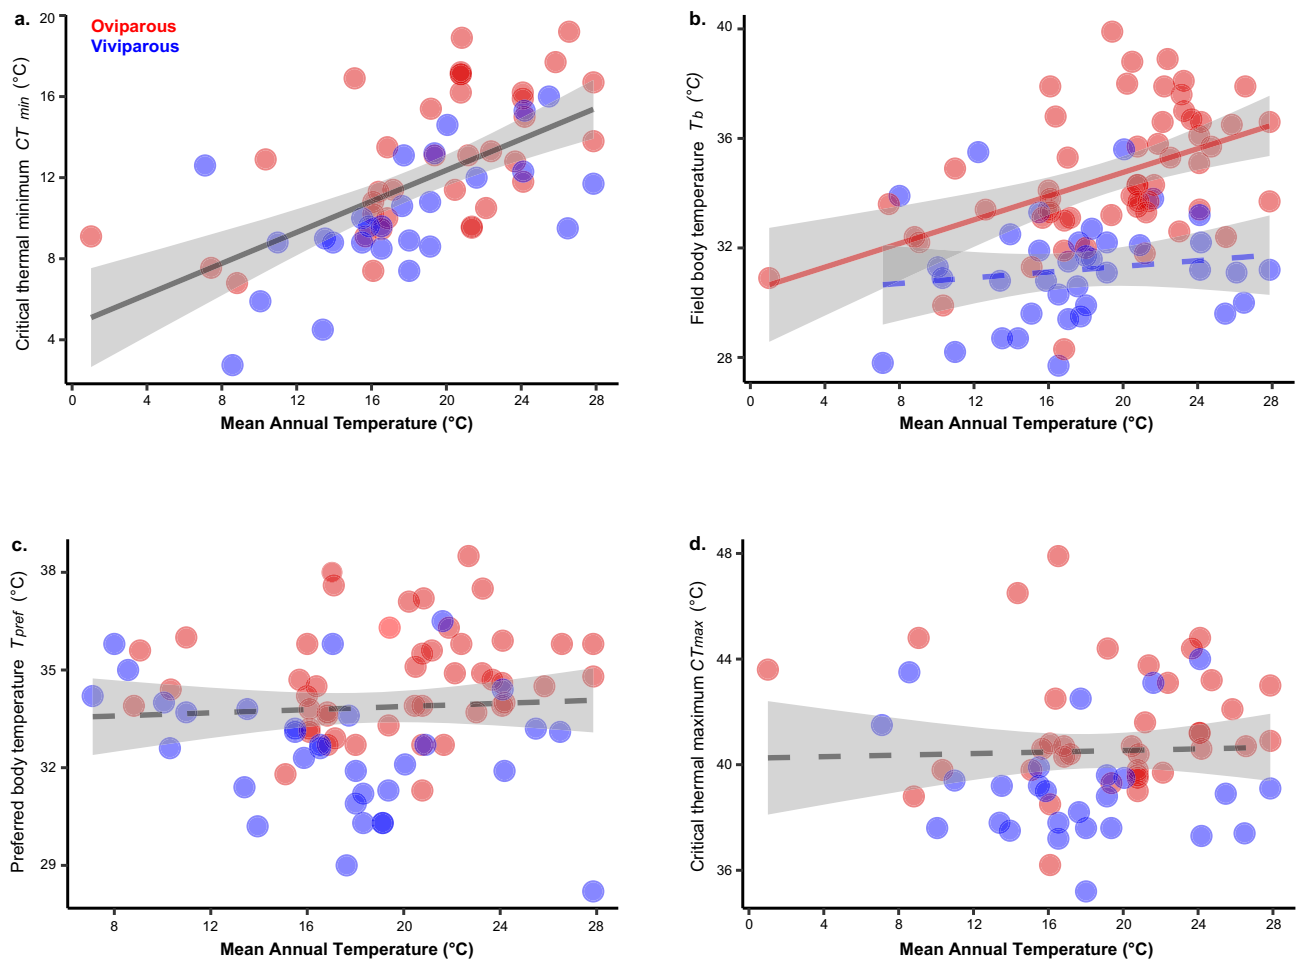 a.
Oviparous
Viviparous
Critical thermal minimum CT min (°C)
20
16
12
8
4
0 4 8 12 16 20 24 28
Mean Annual Temperature (°C)
b.
Field body temperature Tb (°C)
40
36
32
28
0 4 8 12 16 20 24 28
Mean Annual Temperature (°C)
c.
Preferred body temperature Tpref (°C)
38
35
32
29
8 12 16 20 24 28
Mean Annual Temperature (°C)
d.
Critical thermal maximum CTmax (°C)
48
44
40
36
0 4 8 12 16 20 24 28
Mean Annual Temperature (°C)